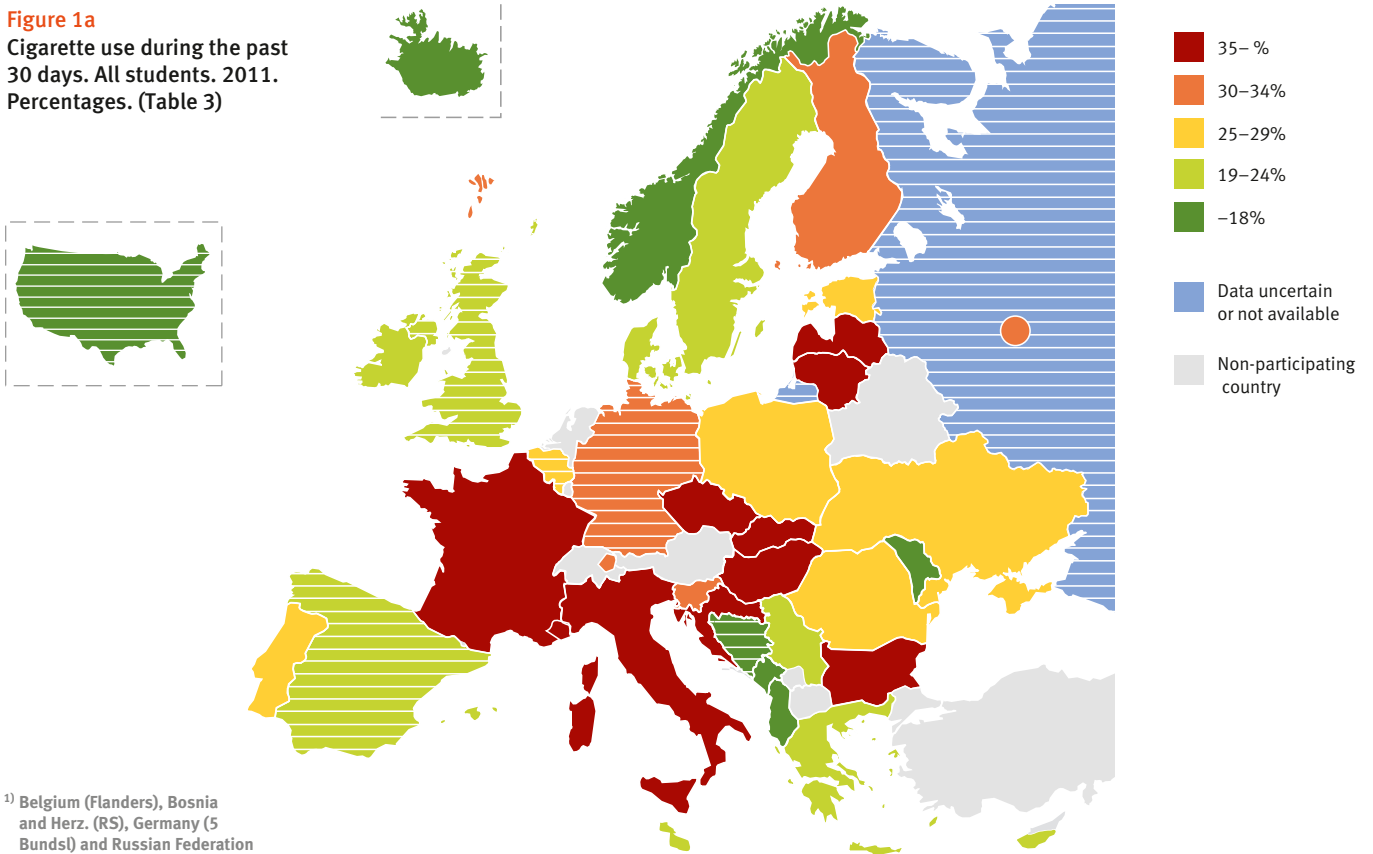 Figure 1a
Cigarette use during the past
30 days. All students. 2011.
Percentages. (Table 3)
35– %
30–34%
25–29%
19–24%
–18%
Data uncertain
or not available
Non-participating
country
1) Belgium (Flanders), Bosnia
and Herz. (RS), Germany (5
Bundsl) and Russian Federation